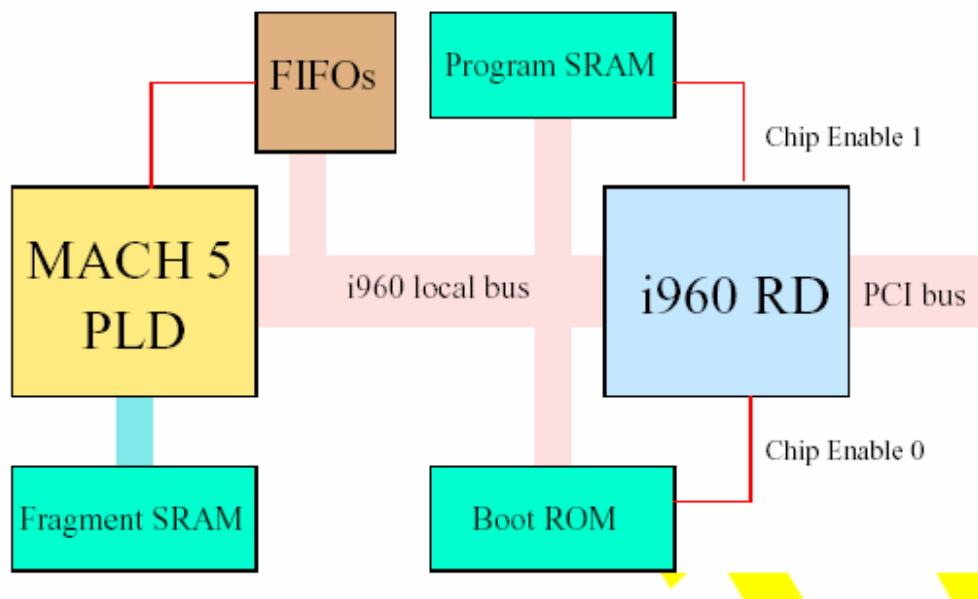 FIFOs
Program SRAM
Chip Enable 1
MACH 5
PLD
i960 local bus
i960 RD
PCI bus
Chip Enable 0
Fragment SRAM
Boot ROM